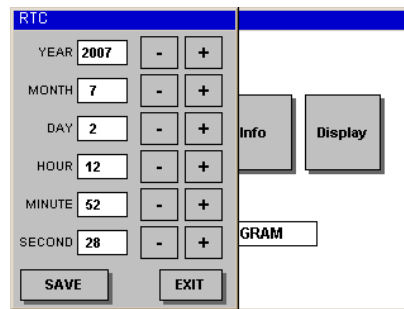 RTC
YEAR 2007 - +
MONTH 7 - +
DAY 2 - +
HOUR 12 - +
MINUTE 52 - +
SECOND 28 - +
SAVE EXIT
Info Display
GRAM